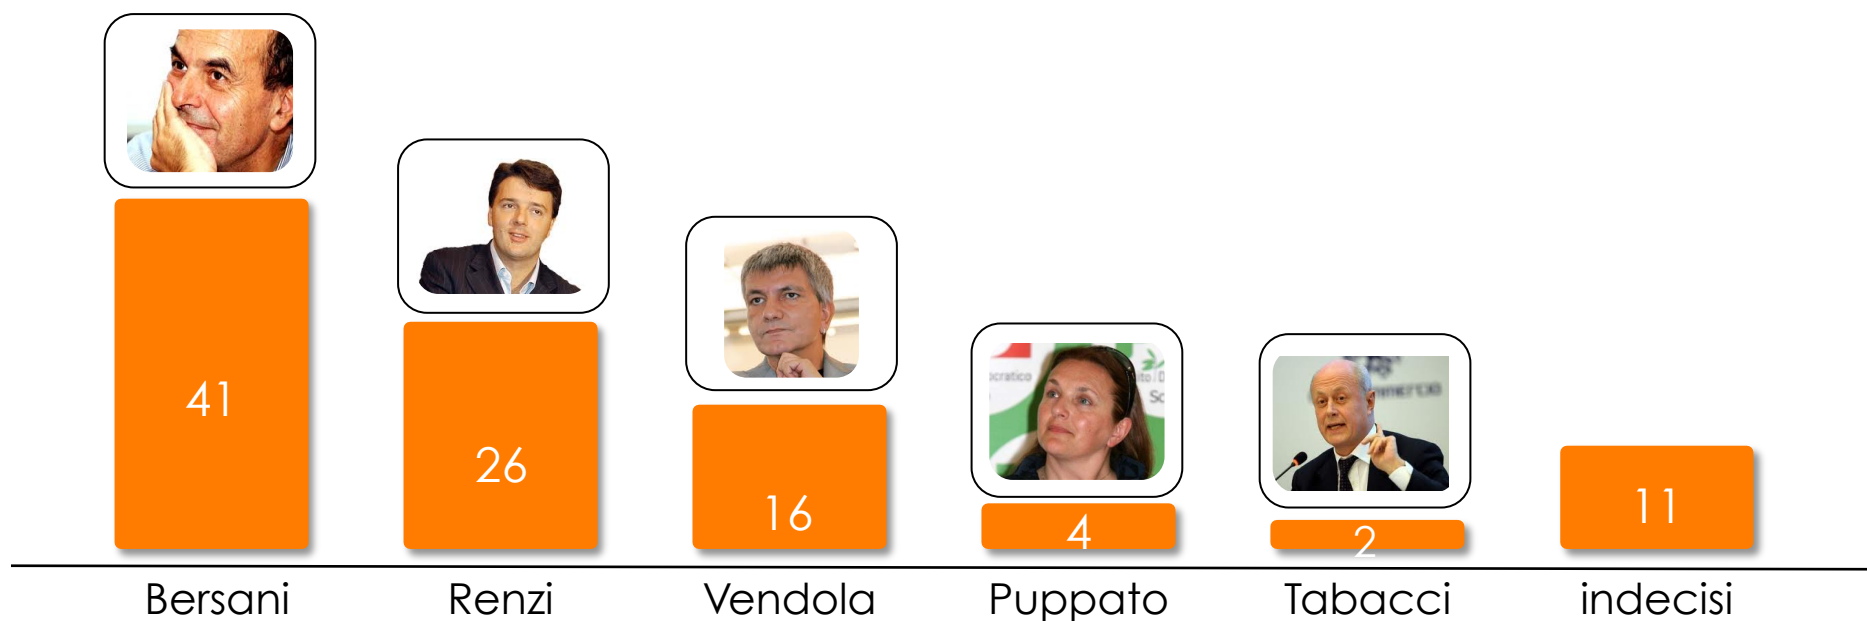 41
26
16
4
2
11
Bersani
Renzi
Vendola
Puppato
Tabacci
indecisi